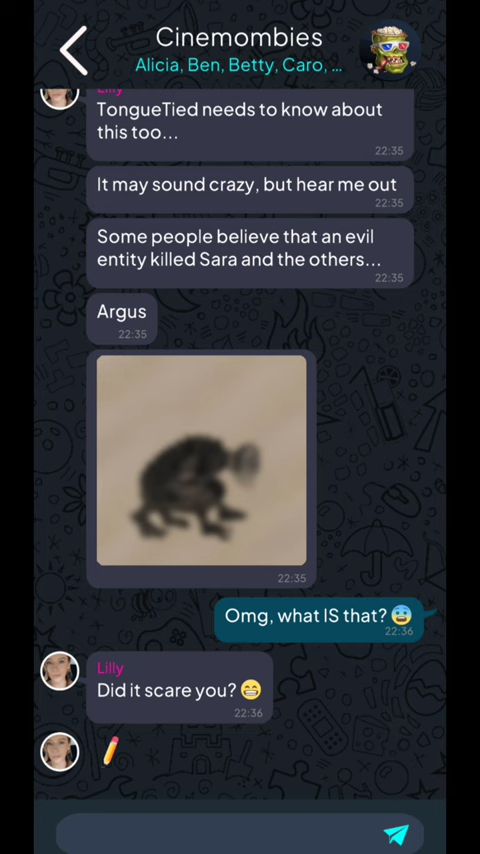 Cinemombies
Alicia, Ben, Betty, Caro, ...
Lilly
TongueTied needs to know about
this too...
22:35
It may sound crazy, but hear me out
22:35
Some people believe that an evil
entity killed Sara and the others...
22:35
Argus
22:35
22:35
Omg, what IS that? 😨
22:36
Lilly
Did it scare you? 😁
22:36